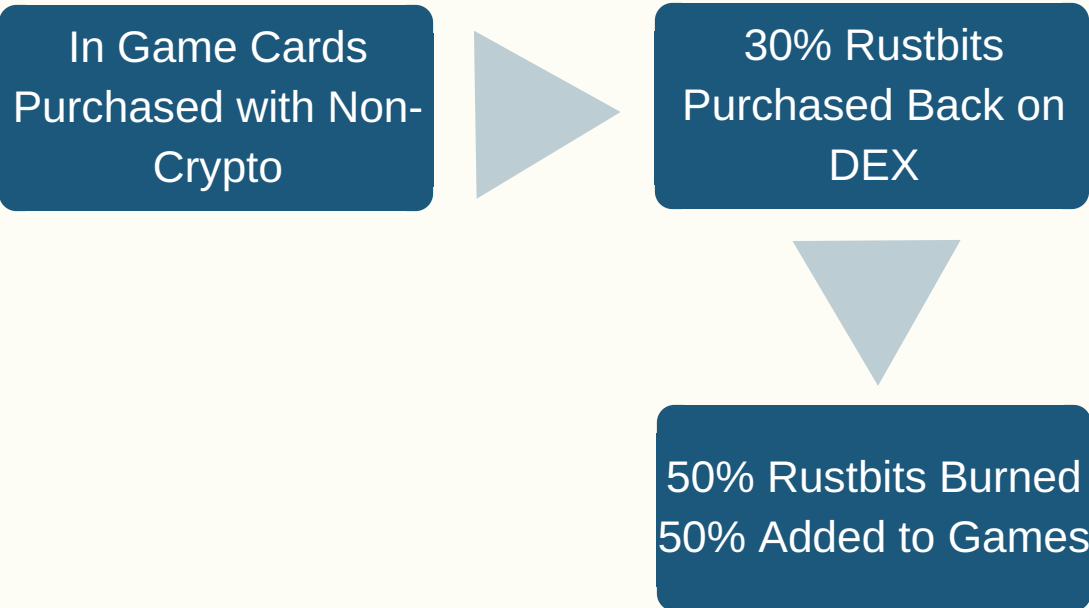 In Game Cards
Purchased with Non-
Crypto
30% Rustbits
Purchased Back on
DEX
50% Rustbits Burned
50% Added to Games